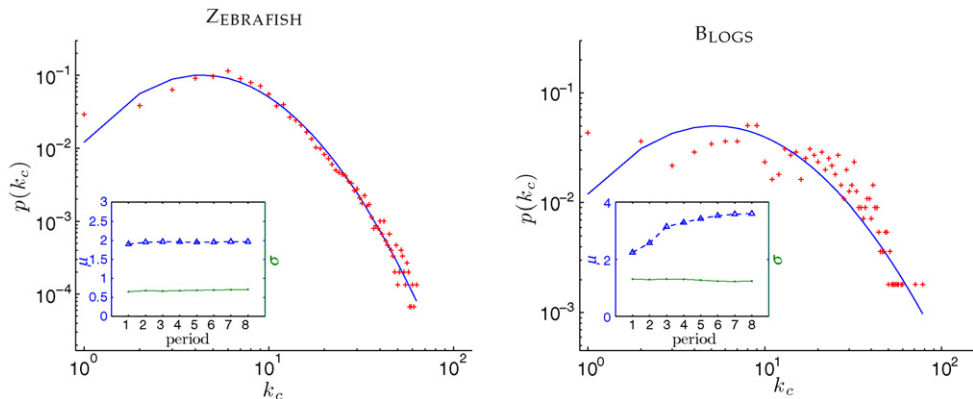 ZEBRAFISH
p(k_c)
10^-1
10^-2
10^-3
10^-4
10^0
10^1
10^2
k_c
μ
3
2.5
2
1.5
1
0.5
0
σ
1 2 3 4 5 6 7 8
period
BLOGS
p(k_c)
10^-1
10^-2
10^-3
10^0
10^1
10^2
k_c
μ
4
2
0
σ
1 2 3 4 5 6 7 8
period